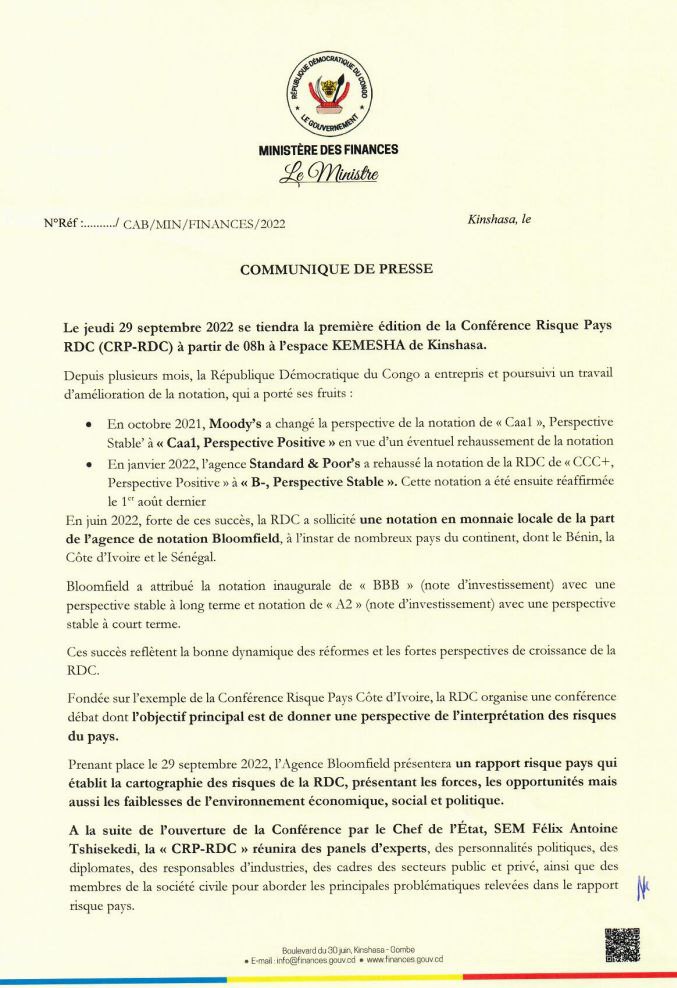 RÉPUBLIQUE DÉMOCRATIQUE DU CONGO
LE GOUVERNEMENT
MINISTÈRE DES FINANCES
Le Ministre
N°Réf :........../ CAB/MIN/FINANCES/2022
Kinshasa, le
COMMUNIQUE DE PRESSE
Le jeudi 29 septembre 2022 se tiendra la première édition de la Conférence Risque Pays
RDC (CRP-RDC) à partir de 08h à l'espace KEMESHA de Kinshasa.
Depuis plusieurs mois, la République Démocratique du Congo a entrepris et poursuivi un travail
d'amélioration de la notation, qui a porté ses fruits :
• En octobre 2021, Moody's a changé la perspective de la notation de « Caa1 », Perspective
Stable' à « Caa1, Perspective Positive » en vue d'un éventuel rehaussement de la notation
• En janvier 2022, l'agence Standard & Poor's a rehaussé la notation de la RDC de « CCC+,
Perspective Positive » à « B-, Perspective Stable ». Cette notation a été ensuite réaffirmée
le 1er août dernier
En juin 2022, forte de ces succès, la RDC a sollicité une notation en monnaie locale de la part
de l'agence de notation Bloomfield, à l'instar de nombreux pays du continent, dont le Bénin, la
Côte d'Ivoire et le Sénégal.
Bloomfield a attribué la notation inaugurale de « BBB » (note d'investissement) avec une
perspective stable à long terme et notation de « A2 » (note d'investissement) avec une perspective
stable à court terme.
Ces succès reflètent la bonne dynamique des réformes et les fortes perspectives de croissance de la
RDC.
Fondée sur l'exemple de la Conférence Risque Pays Côte d'Ivoire, la RDC organise une conférence
débat dont l'objectif principal est de donner une perspective de l'interprétation des risques
du pays.
Prenant place le 29 septembre 2022, l'Agence Bloomfield présentera un rapport risque pays qui
établit la cartographie des risques de la RDC, présentant les forces, les opportunités mais
aussi les faiblesses de l'environnement économique, social et politique.
A la suite de l'ouverture de la Conférence par le Chef de l'État, SEM Félix Antoine
Tshisekedi, la « CRP-RDC » réunira des panels d'experts, des personnalités politiques, des
diplomates, des responsables d'industries, des cadres des secteurs public et privé, ainsi que des
membres de la société civile pour aborder les principales problématiques relevées dans le rapport
risque pays.
Boulevard du 30 juin, Kinshasa - Gombe
• E-mail : info@finances.gouv.cd • www.finances.gouv.cd